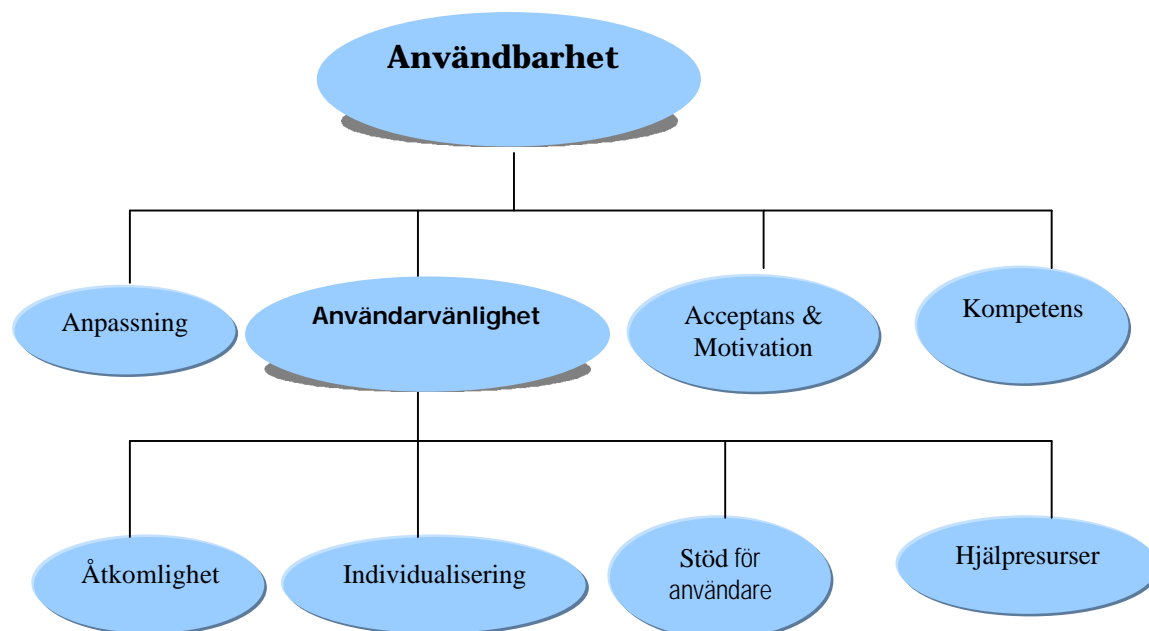 Användbarhet
Anpassning
Användarvänlighet
Acceptans &
Motivation
Kompetens
Åtkomlighet
Individualisering
Stöd för
användare
Hjälpresurser